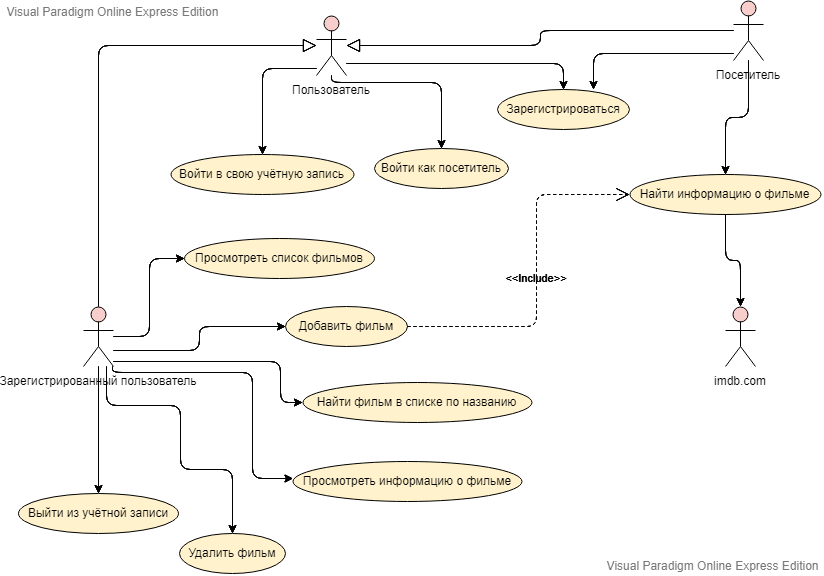 Visual Paradigm Online Express Edition
Пользователь
Посетитель
Зарегистрироваться
Войти в свою учётную запись
Войти как посетитель
Найти информацию о фильме
Просмотреть список фильмов
<<Include>>
Добавить фильм
Зарегистрированный пользователь
imdb.com
Найти фильм в списке по названию
Просмотреть информацию о фильме
Выйти из учётной записи
Удалить фильм
Visual Paradigm Online Express Edition